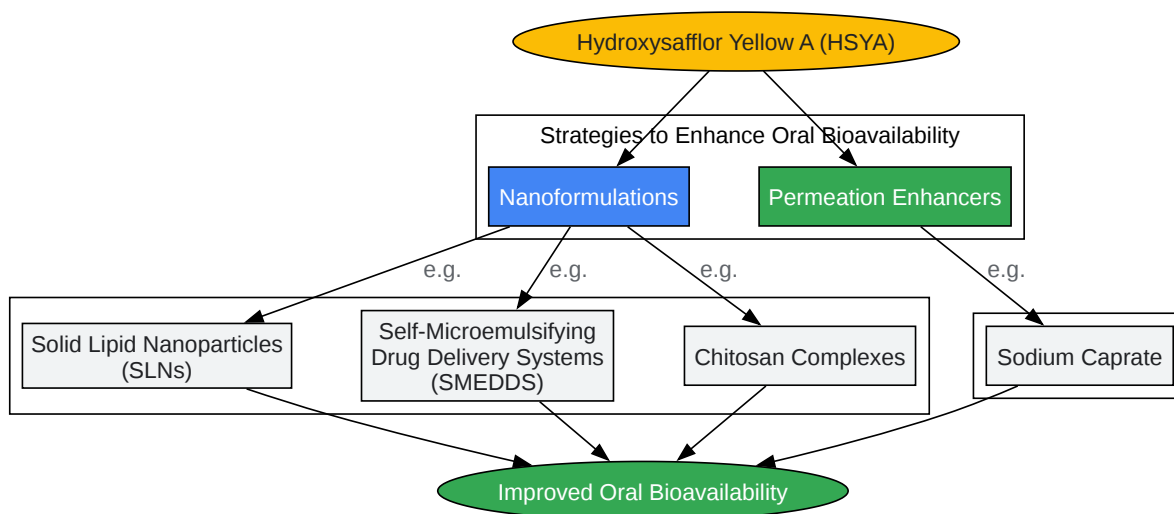 Hydroxysafflor Yellow A (HSYA)
Strategies to Enhance Oral Bioavailability
Nanoformulations
Permeation Enhancers
e.g.
e.g.
e.g.
e.g.
Solid Lipid Nanoparticles
(SLNs)
Self-Microemulsifying
Drug Delivery Systems
(SMEDDS)
Chitosan Complexes
Sodium Caprate
Improved Oral Bioavailability